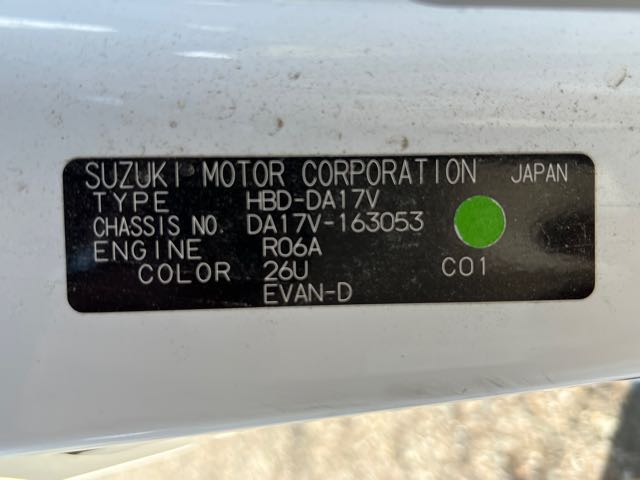 SUZUKI MOTOR CORPORATION JAPAN
TYPE HBD-DA17V
CHASSIS NO. DA17V-163053
ENGINE R06A
COLOR 26U C01
EVAN-D